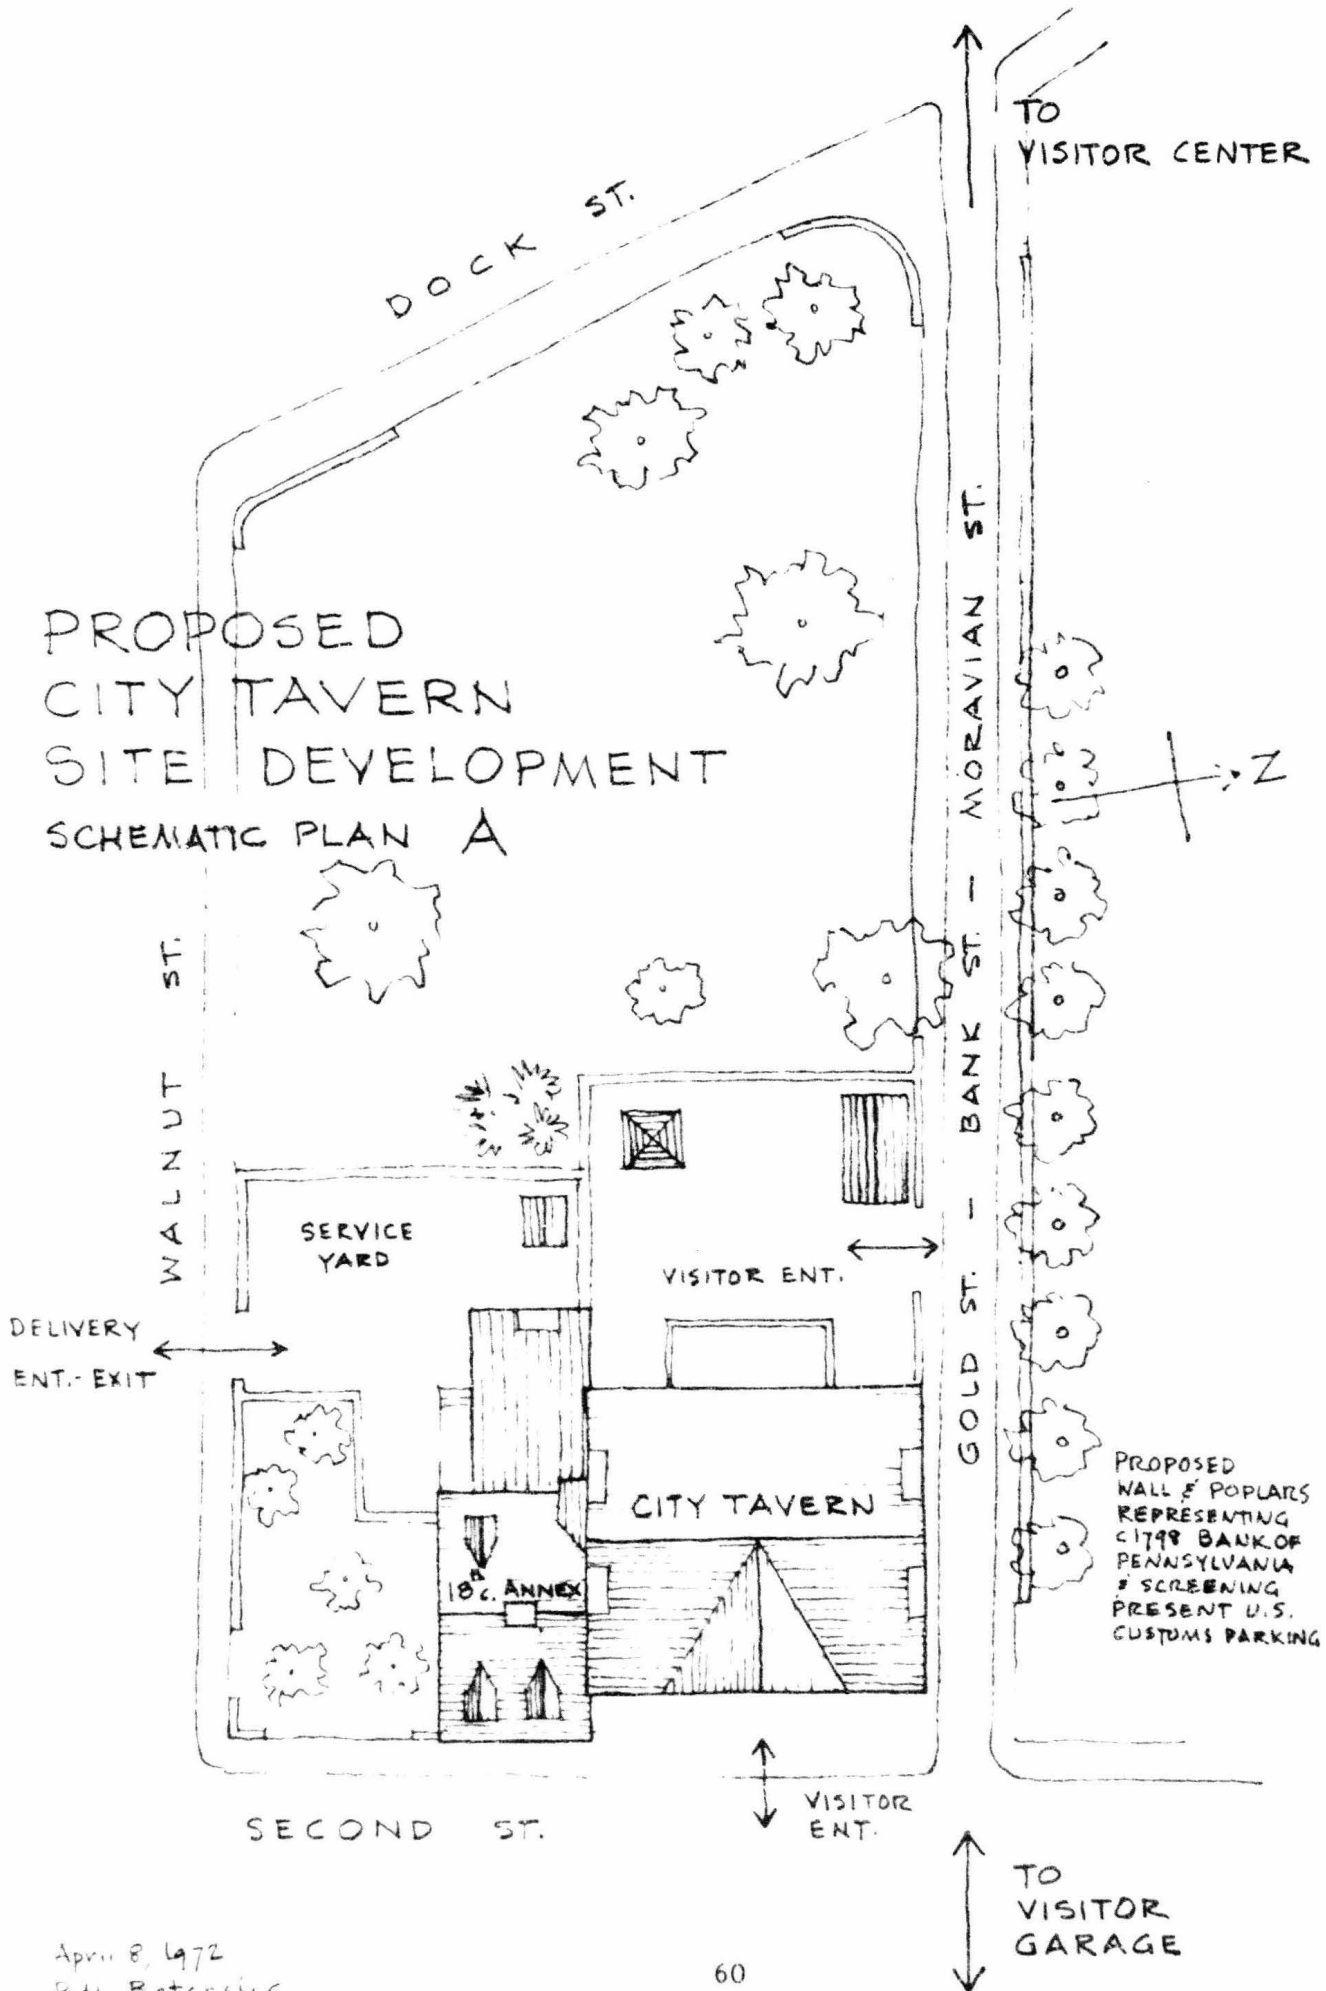 TO
VISITOR CENTER
DOCK ST.
PROPOSED
CITY TAVERN
SITE DEVELOPMENT
SCHEMATIC PLAN A
GOLD ST. - BANK ST. - MORAVIAN ST.
N
WALNUT ST.
SERVICE
YARD
VISITOR ENT.
DELIVERY
ENT.-EXIT
CITY TAVERN
18th c. ANNEX
PROPOSED
WALL & POPLARS
REPRESENTING
C1798 BANK OF
PENNSYLVANIA
& SCREENING
PRESENT U.S.
CUSTOMS PARKING
SECOND ST.
VISITOR
ENT.
TO
VISITOR
GARAGE
April 8, 1972
60